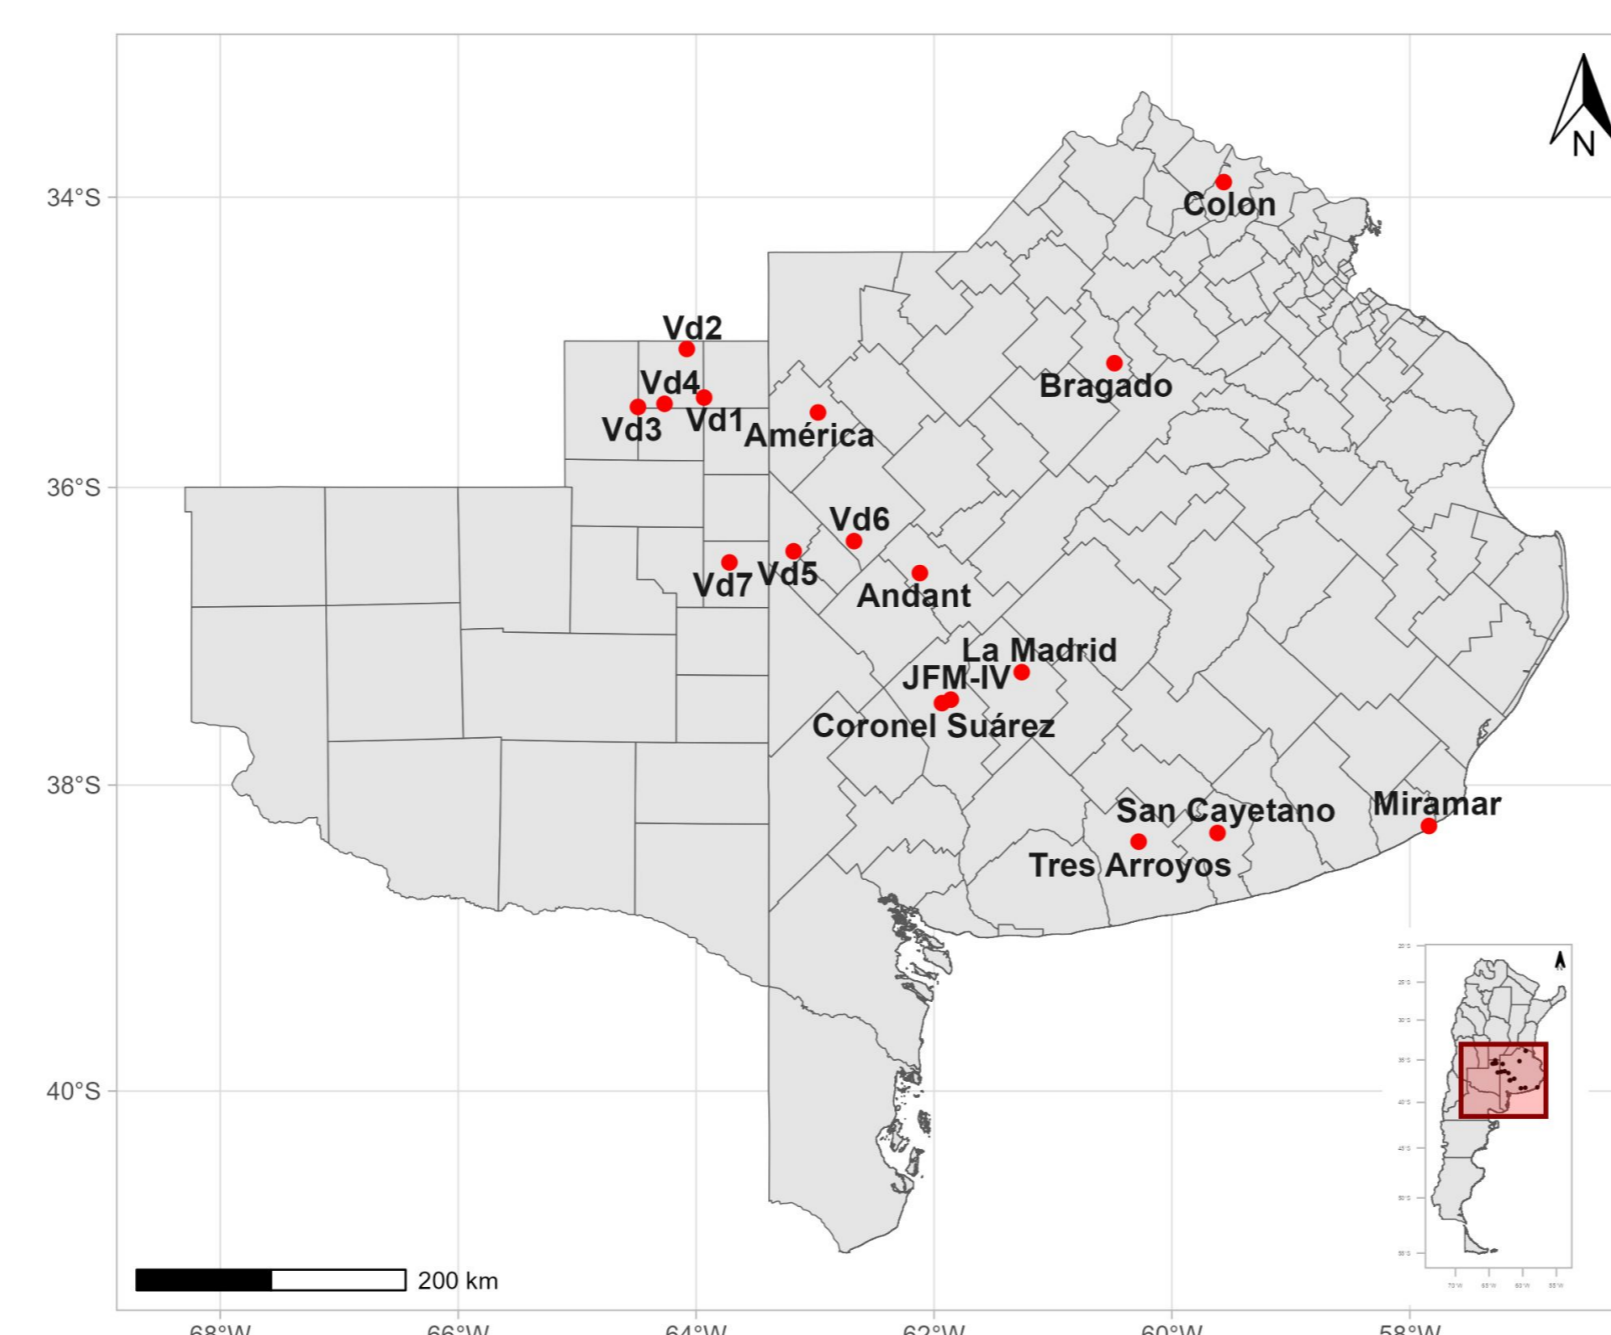 N
34°S
Colon
Vd2
Bragado
Vd4
Vd3
Vd1
América
36°S
Vd6
Vd5
Vd7
Andant
La Madrid
JFM-IV
Coronel Suárez
38°S
San Cayetano
Miramar
Tres Arroyos
40°S
200 km
68°W
66°W
64°W
62°W
60°W
58°W